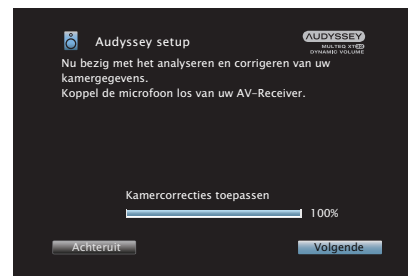 Audyssey setup
AUDYSSEY
MULTEQ XT32
DYNAMIC VOLUME
Nu bezig met het analyseren en corrigeren van uw
kamergegevens.
Koppel de microfoon los van uw AV-Receiver.
Kamercorrecties toepassen
100%
Achteruit
Volgende